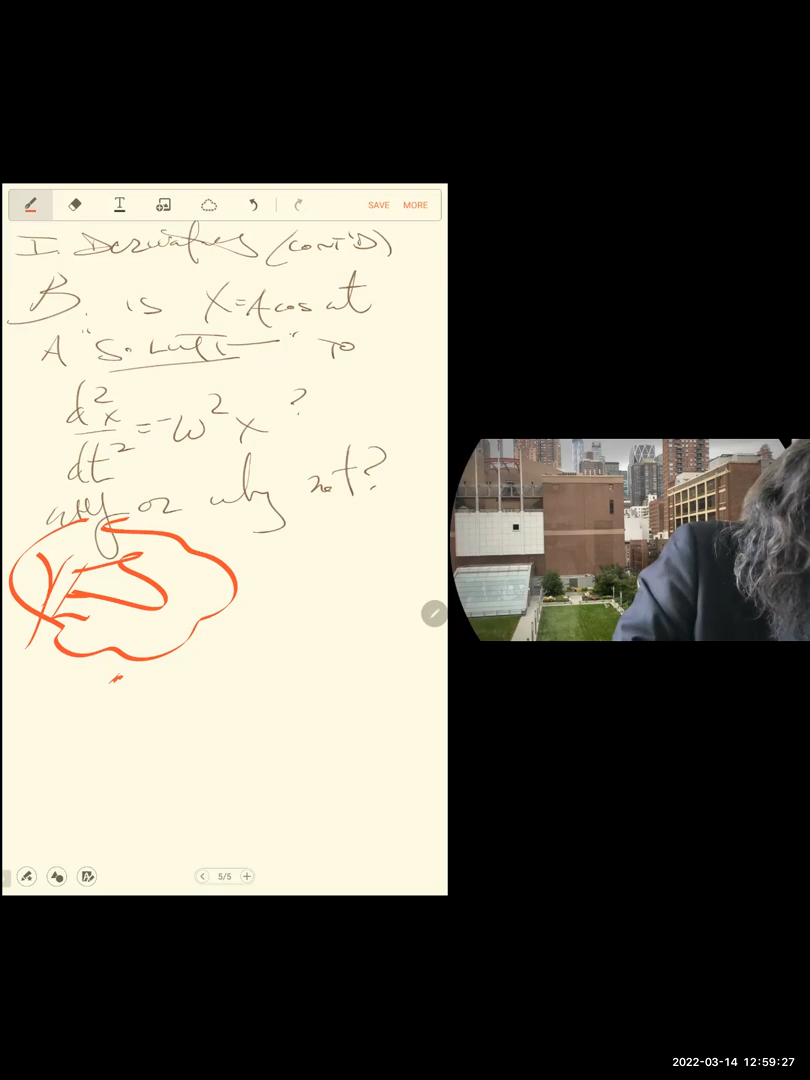 T
SAVE MORE
I. Derivatives (CONT'D)
B. is X=A cos ωt
A "SOLUTION" TO
d²x/dt² = -ω²x ?
why or why not?
YES
5/5
2022-03-14 12:59:27